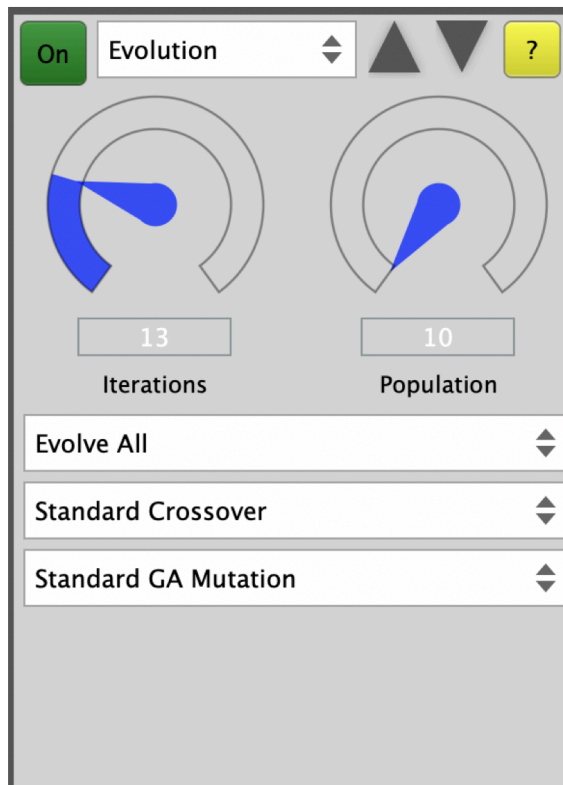 On Evolution ?
13 10
Iterations Population
Evolve All
Standard Crossover
Standard GA Mutation